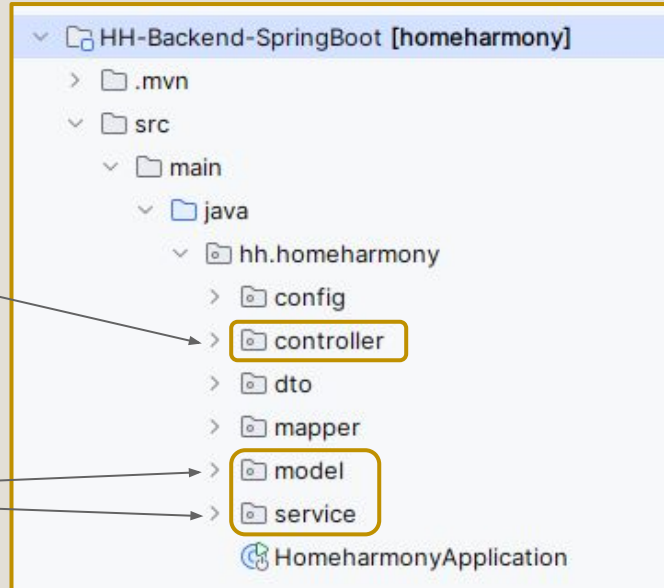 HH-Backend-SpringBoot [homeharmony]
.mvn
src
main
java
hh.homeharmony
config
controller
dto
mapper
model
service
HomeharmonyApplication